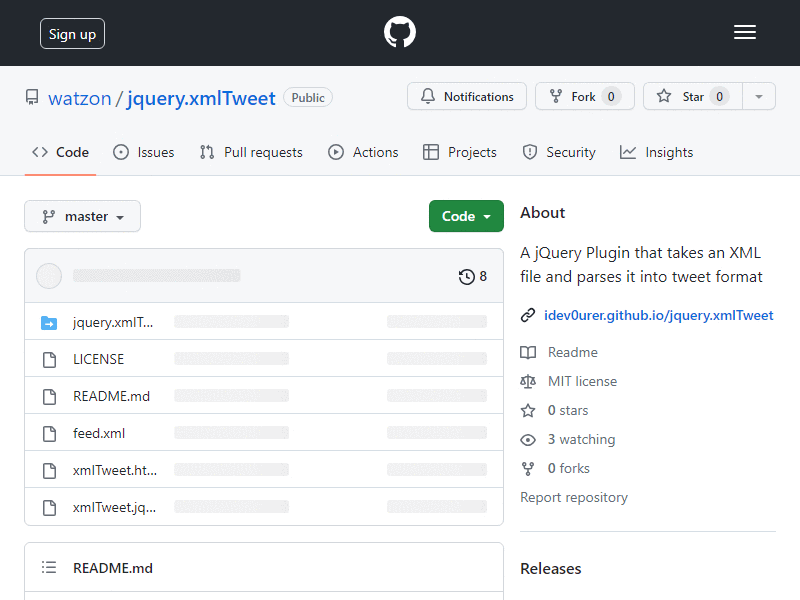 Sign up
watzon / jquery.xmlTweet Public
Notifications
Fork 0
Star 0
Code
Issues
Pull requests
Actions
Projects
Security
Insights
master
Code
8
jquery.xmlT...
LICENSE
README.md
feed.xml
xmlTweet.ht...
xmlTweet.jq...
README.md
About
A jQuery Plugin that takes an XML
file and parses it into tweet format
idev0urer.github.io/jquery.xmlTweet
Readme
MIT license
0 stars
3 watching
0 forks
Report repository
Releases